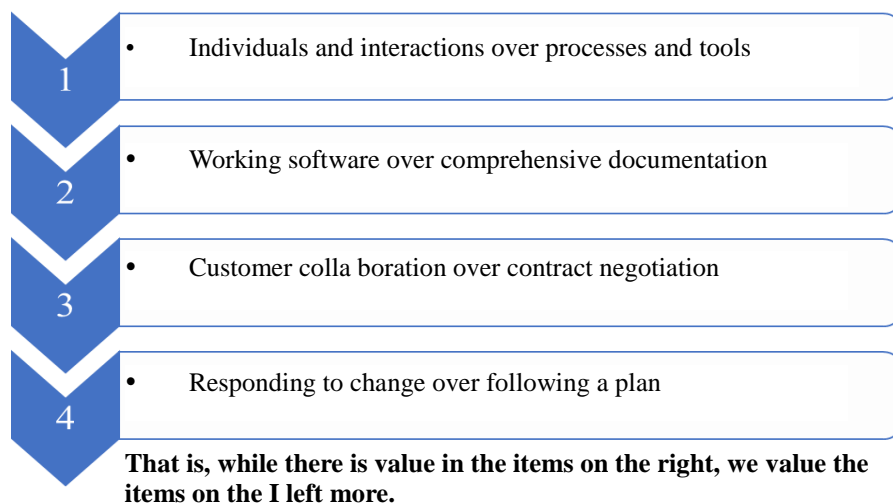 1
• Individuals and interactions over processes and tools
2
• Working software over comprehensive documentation
3
• Customer colla boration over contract negotiation
4
• Responding to change over following a plan
That is, while there is value in the items on the right, we value the
items on the I left more.